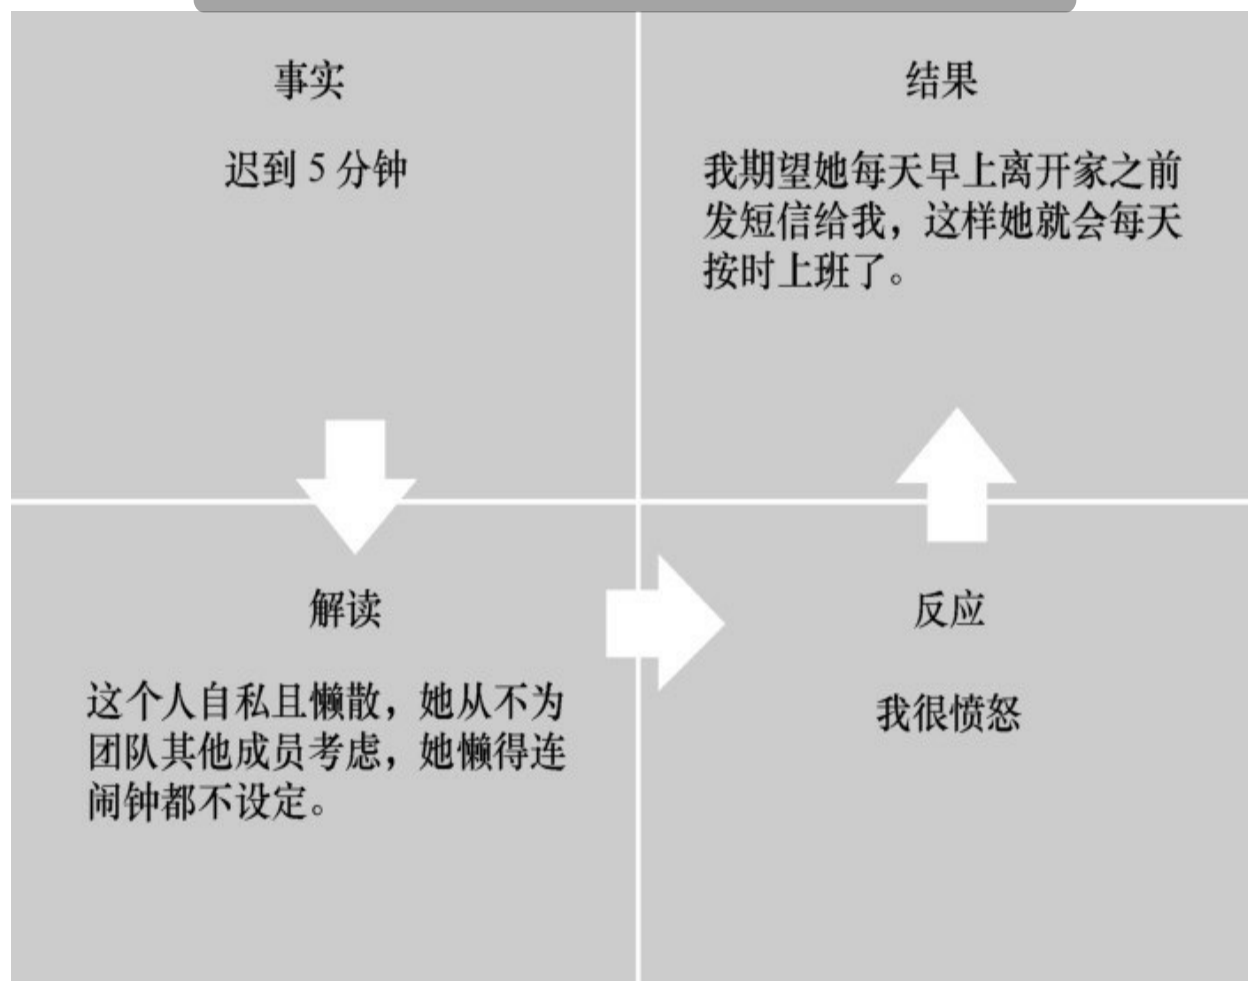 事实
迟到 5 分钟
结果
我期望她每天早上离开家之前
发短信给我，这样她就会每天
按时上班了。
解读
这个人自私且懒散，她从不为
团队其他成员考虑，她懒得连
闹钟都不设定。
反应
我很愤怒